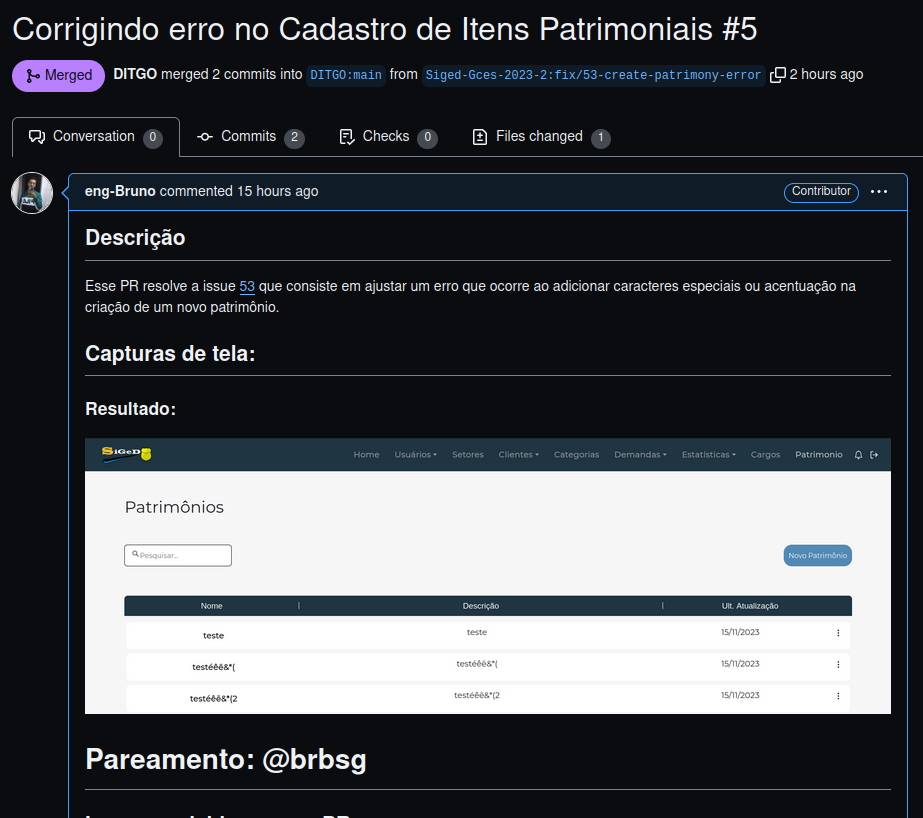 Corrigindo erro no Cadastro de Itens Patrimoniais #5
Merged DITGO merged 2 commits into DITGO:main from Siged-Gces-2023-2:fix/53-create-patrimony-error 2 hours ago
Conversation 0 Commits 2 Checks 0 Files changed 1
eng-Bruno commented 15 hours ago Contributor
Descrição
Esse PR resolve a issue 53 que consiste em ajustar um erro que ocorre ao adicionar caracteres especiais ou acentuação na
criação de um novo patrimônio.
Capturas de tela:
Resultado:
SiGeD Home Usuários Setores Clientes Categorias Demandas Estatísticas Cargos Patrimonio
Patrimônios
Pesquisar... Novo Patrimônio
Nome | Descrição | Ult. Atualização
teste teste 15/11/2023
testéêê&*( testéêê&*( 15/11/2023
testéêê&*(2 testéêê&*(2 15/11/2023
Pareamento: @brbsg